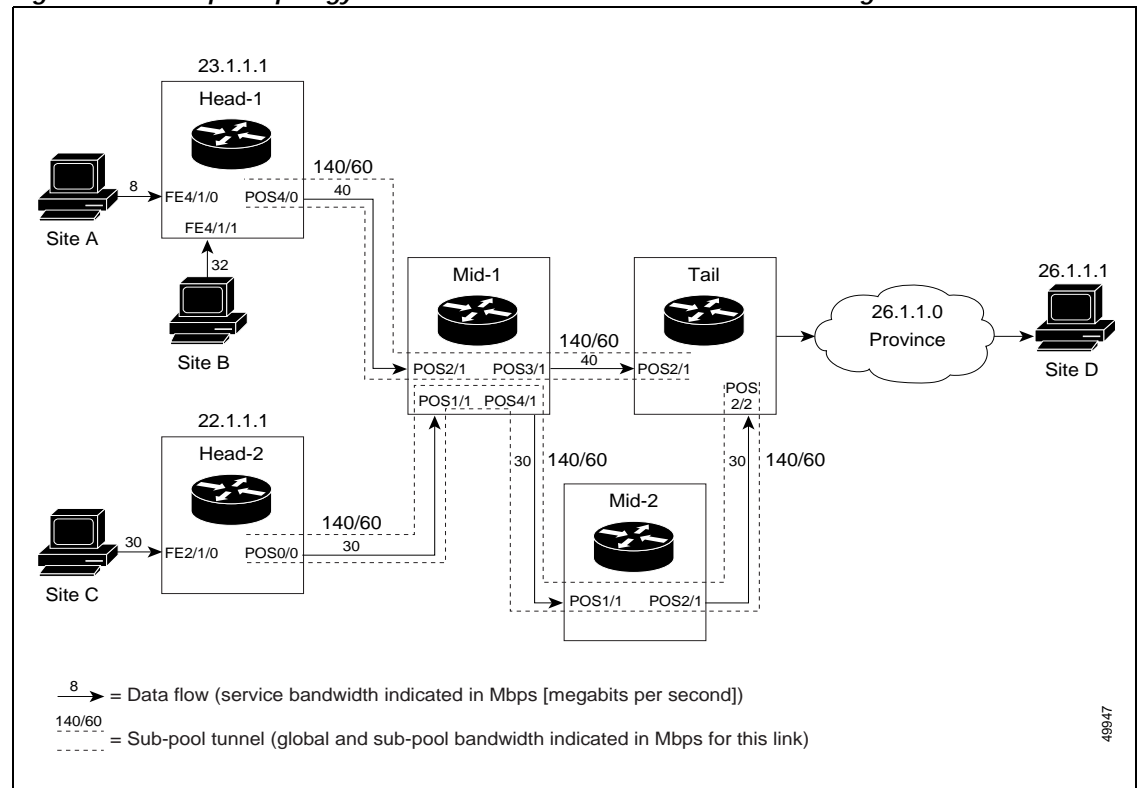 23.1.1.1
Head-1
140/60
8
FE4/1/0
POS4/0
40
Site A
FE4/1/1
32
Site B
Mid-1
Tail
26.1.1.1
26.1.1.0
Province
140/60
40
POS2/1
POS3/1
POS2/1
Site D
POS1/1
POS4/1
POS
2/2
22.1.1.1
Head-2
30
140/60
30
140/60
Mid-2
140/60
30
FE2/1/0
POS0/0
30
Site C
POS1/1
POS2/1
8
= Data flow (service bandwidth indicated in Mbps [megabits per second])
140/60
= Sub-pool tunnel (global and sub-pool bandwidth indicated in Mbps for this link)
49947